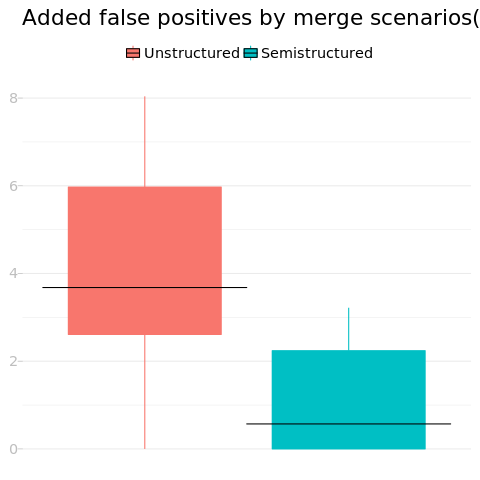 Added false positives by merge scenarios(
Unstructured Semistructured
8
6
4
2
0